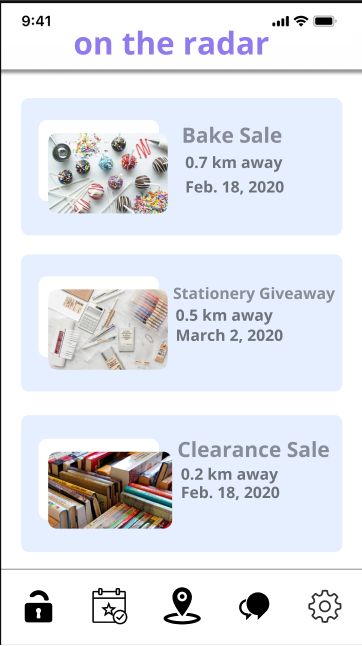 9:41
on the radar
Bake Sale
0.7 km away
Feb. 18, 2020
Stationery Giveaway
0.5 km away
March 2, 2020
Clearance Sale
0.2 km away
Feb. 18, 2020